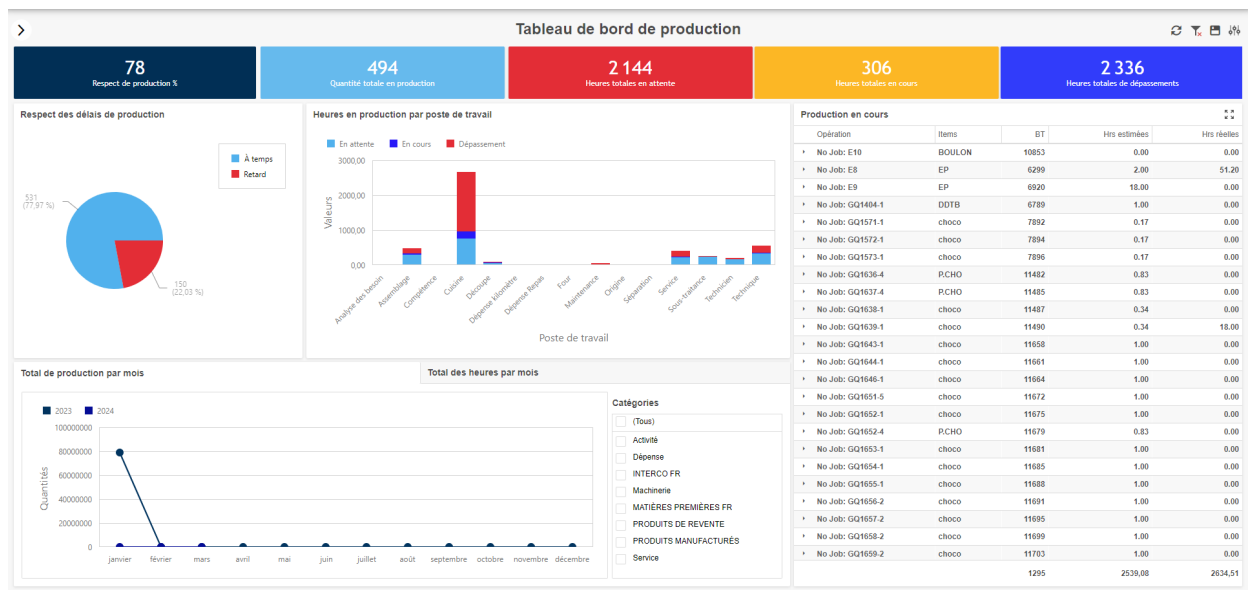 Tableau de bord de production
78
Respect de production %
494
Quantité totale en production
2 144
Heures totales en attente
306
Heures totales en cours
2 336
Heures totales de dépassements
Respect des délais de production
À temps
Retard
531
(77,97 %)
150
(22,03 %)
Heures en production par poste de travail
En attente En cours Dépassement
3000,00
2000,00
1000,00
0,00
Valeurs
Analyse des besoin
Assemblage
Compétence
Cuisine
Découpe
Dépense kilomètre
Dépense Repas
Four
Maintenance
Origine
Séparation
Service
Sous-traitance
Technicien
Technique
Poste de travail
Production en cours
Opération Items BT Hrs estimées Hrs réelles
No Job: E10 BOULON 10853 0.00 0.00
No Job: E8 EP 6299 2.00 51.20
No Job: E9 EP 6920 18.00 0.00
No Job: GQ1404-1 DDTB 6789 1.00 0.00
No Job: GQ1571-1 choco 7892 0.17 0.00
No Job: GQ1572-1 choco 7894 0.17 0.00
No Job: GQ1573-1 choco 7896 0.17 0.00
No Job: GQ1636-4 P.CHO 11482 0.83 0.00
No Job: GQ1637-4 P.CHO 11485 0.83 0.00
No Job: GQ1638-1 choco 11487 0.34 0.00
No Job: GQ1639-1 choco 11490 0.34 18.00
No Job: GQ1643-1 choco 11658 1.00 0.00
No Job: GQ1644-1 choco 11661 1.00 0.00
No Job: GQ1646-1 choco 11664 1.00 0.00
No Job: GQ1651-5 choco 11672 1.00 0.00
No Job: GQ1652-1 choco 11675 1.00 0.00
No Job: GQ1652-4 P.CHO 11679 0.83 0.00
No Job: GQ1653-1 choco 11681 1.00 0.00
No Job: GQ1654-1 choco 11685 1.00 0.00
No Job: GQ1655-1 choco 11688 1.00 0.00
No Job: GQ1656-2 choco 11691 1.00 0.00
No Job: GQ1657-2 choco 11695 1.00 0.00
No Job: GQ1658-2 choco 11699 1.00 0.00
No Job: GQ1659-2 choco 11703 1.00 0.00
1295 2539,08 2634,51
Total de production par mois
Total des heures par mois
2023 2024
100000000
80000000
60000000
40000000
20000000
0
Quantités
janvier février mars avril mai juin juillet août septembre octobre novembre décembre
Catégories
(Tous)
Activité
Dépense
INTERCO FR
Machinerie
MATIÈRES PREMIÈRES FR
PRODUITS DE REVENTE
PRODUITS MANUFACTURÉS
Service